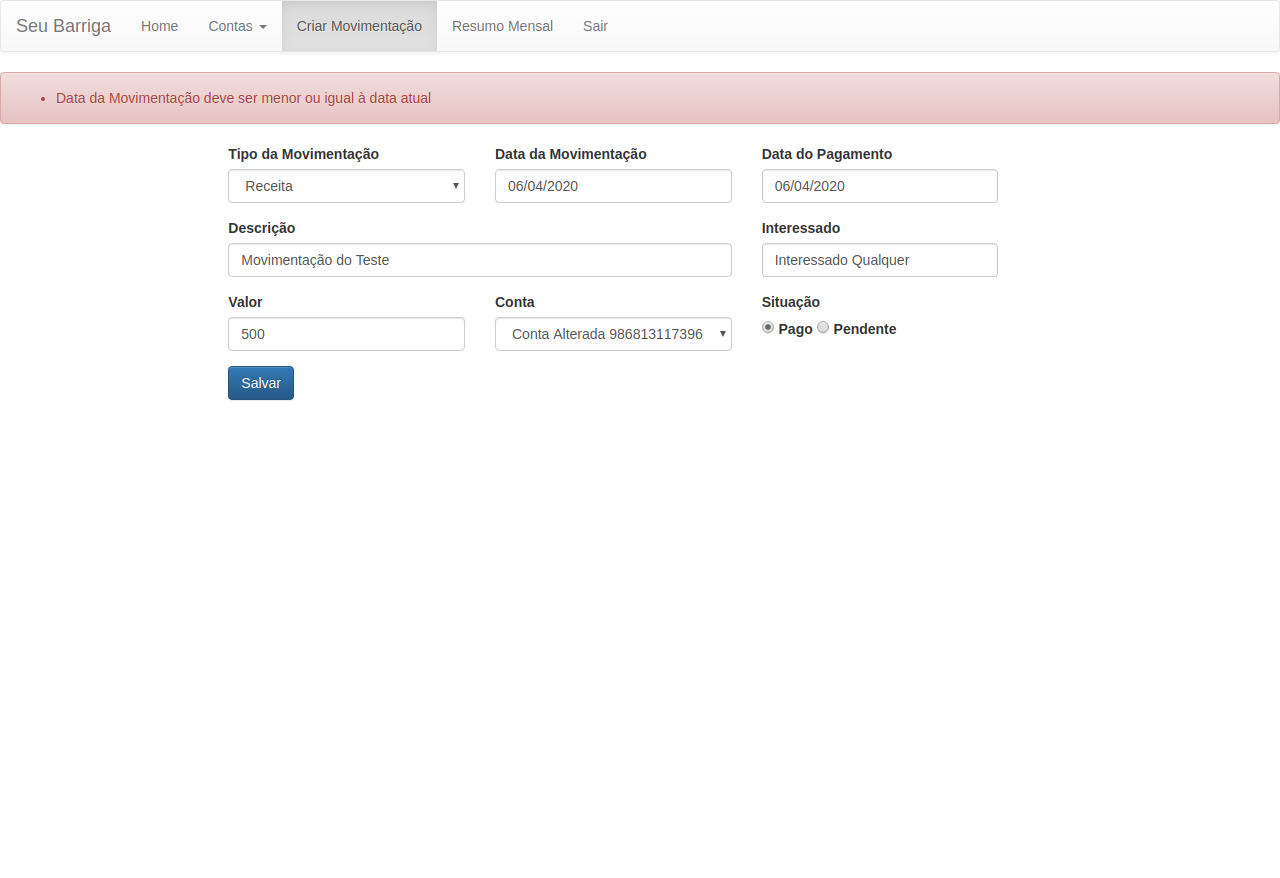 Seu Barriga Home Contas Criar Movimentação Resumo Mensal Sair
Data da Movimentação deve ser menor ou igual à data atual
Tipo da Movimentação Data da Movimentação Data do Pagamento
Receita 06/04/2020 06/04/2020
Descrição Interessado
Movimentação do Teste Interessado Qualquer
Valor Conta Situação
500 Conta Alterada 986813117396 Pago Pendente
Salvar